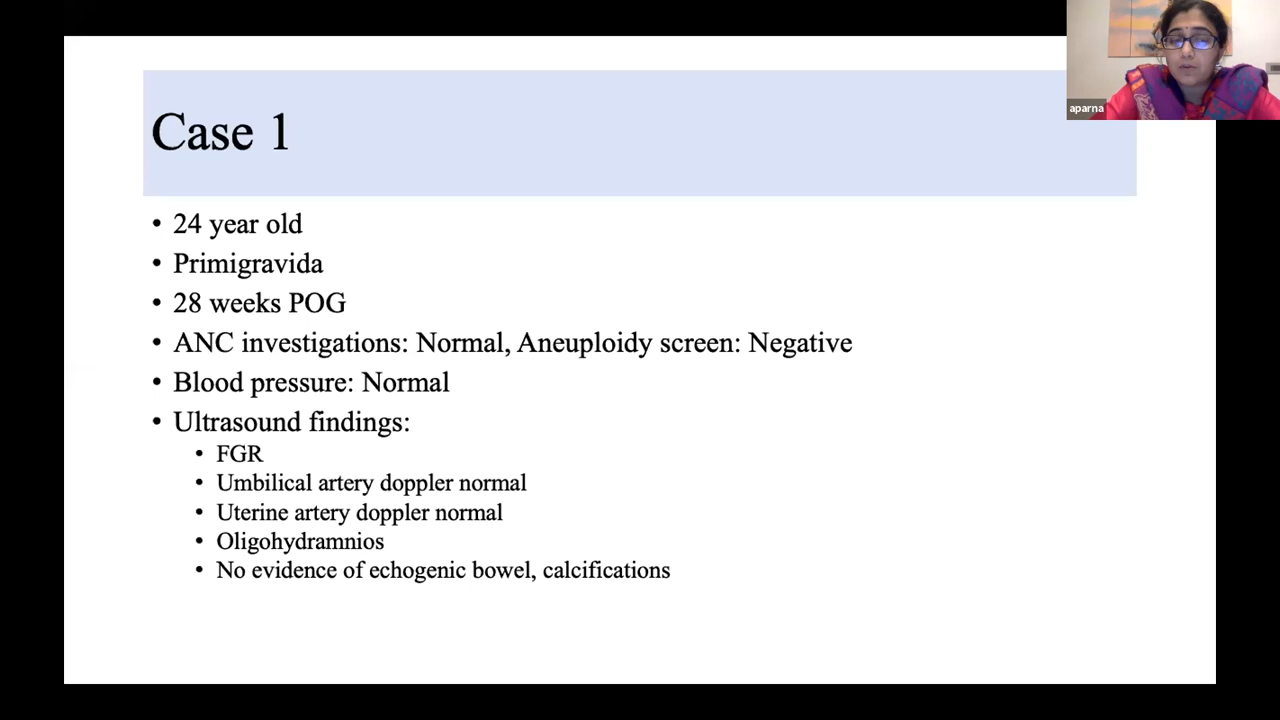 aparna
Case 1
• 24 year old
• Primigravida
• 28 weeks POG
• ANC investigations: Normal, Aneuploidy screen: Negative
• Blood pressure: Normal
• Ultrasound findings:
• FGR
• Umbilical artery doppler normal
• Uterine artery doppler normal
• Oligohydramnios
• No evidence of echogenic bowel, calcifications